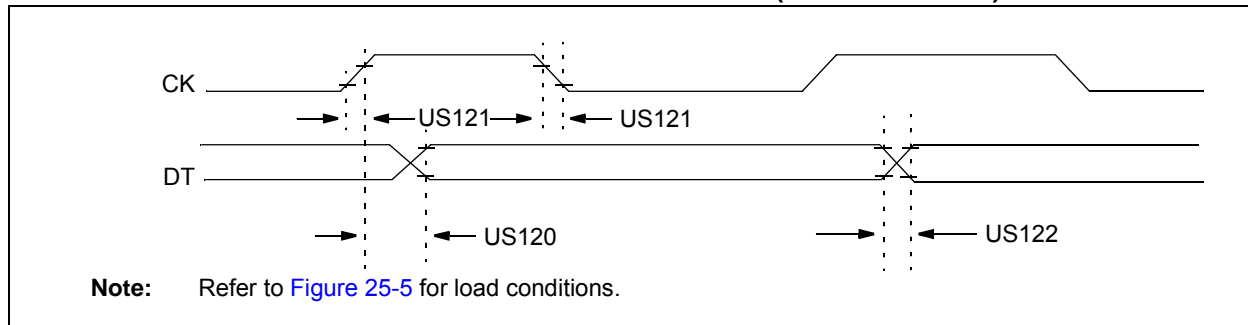 CK
US121 US121
DT
US120 US122
Note: Refer to Figure 25-5 for load conditions.